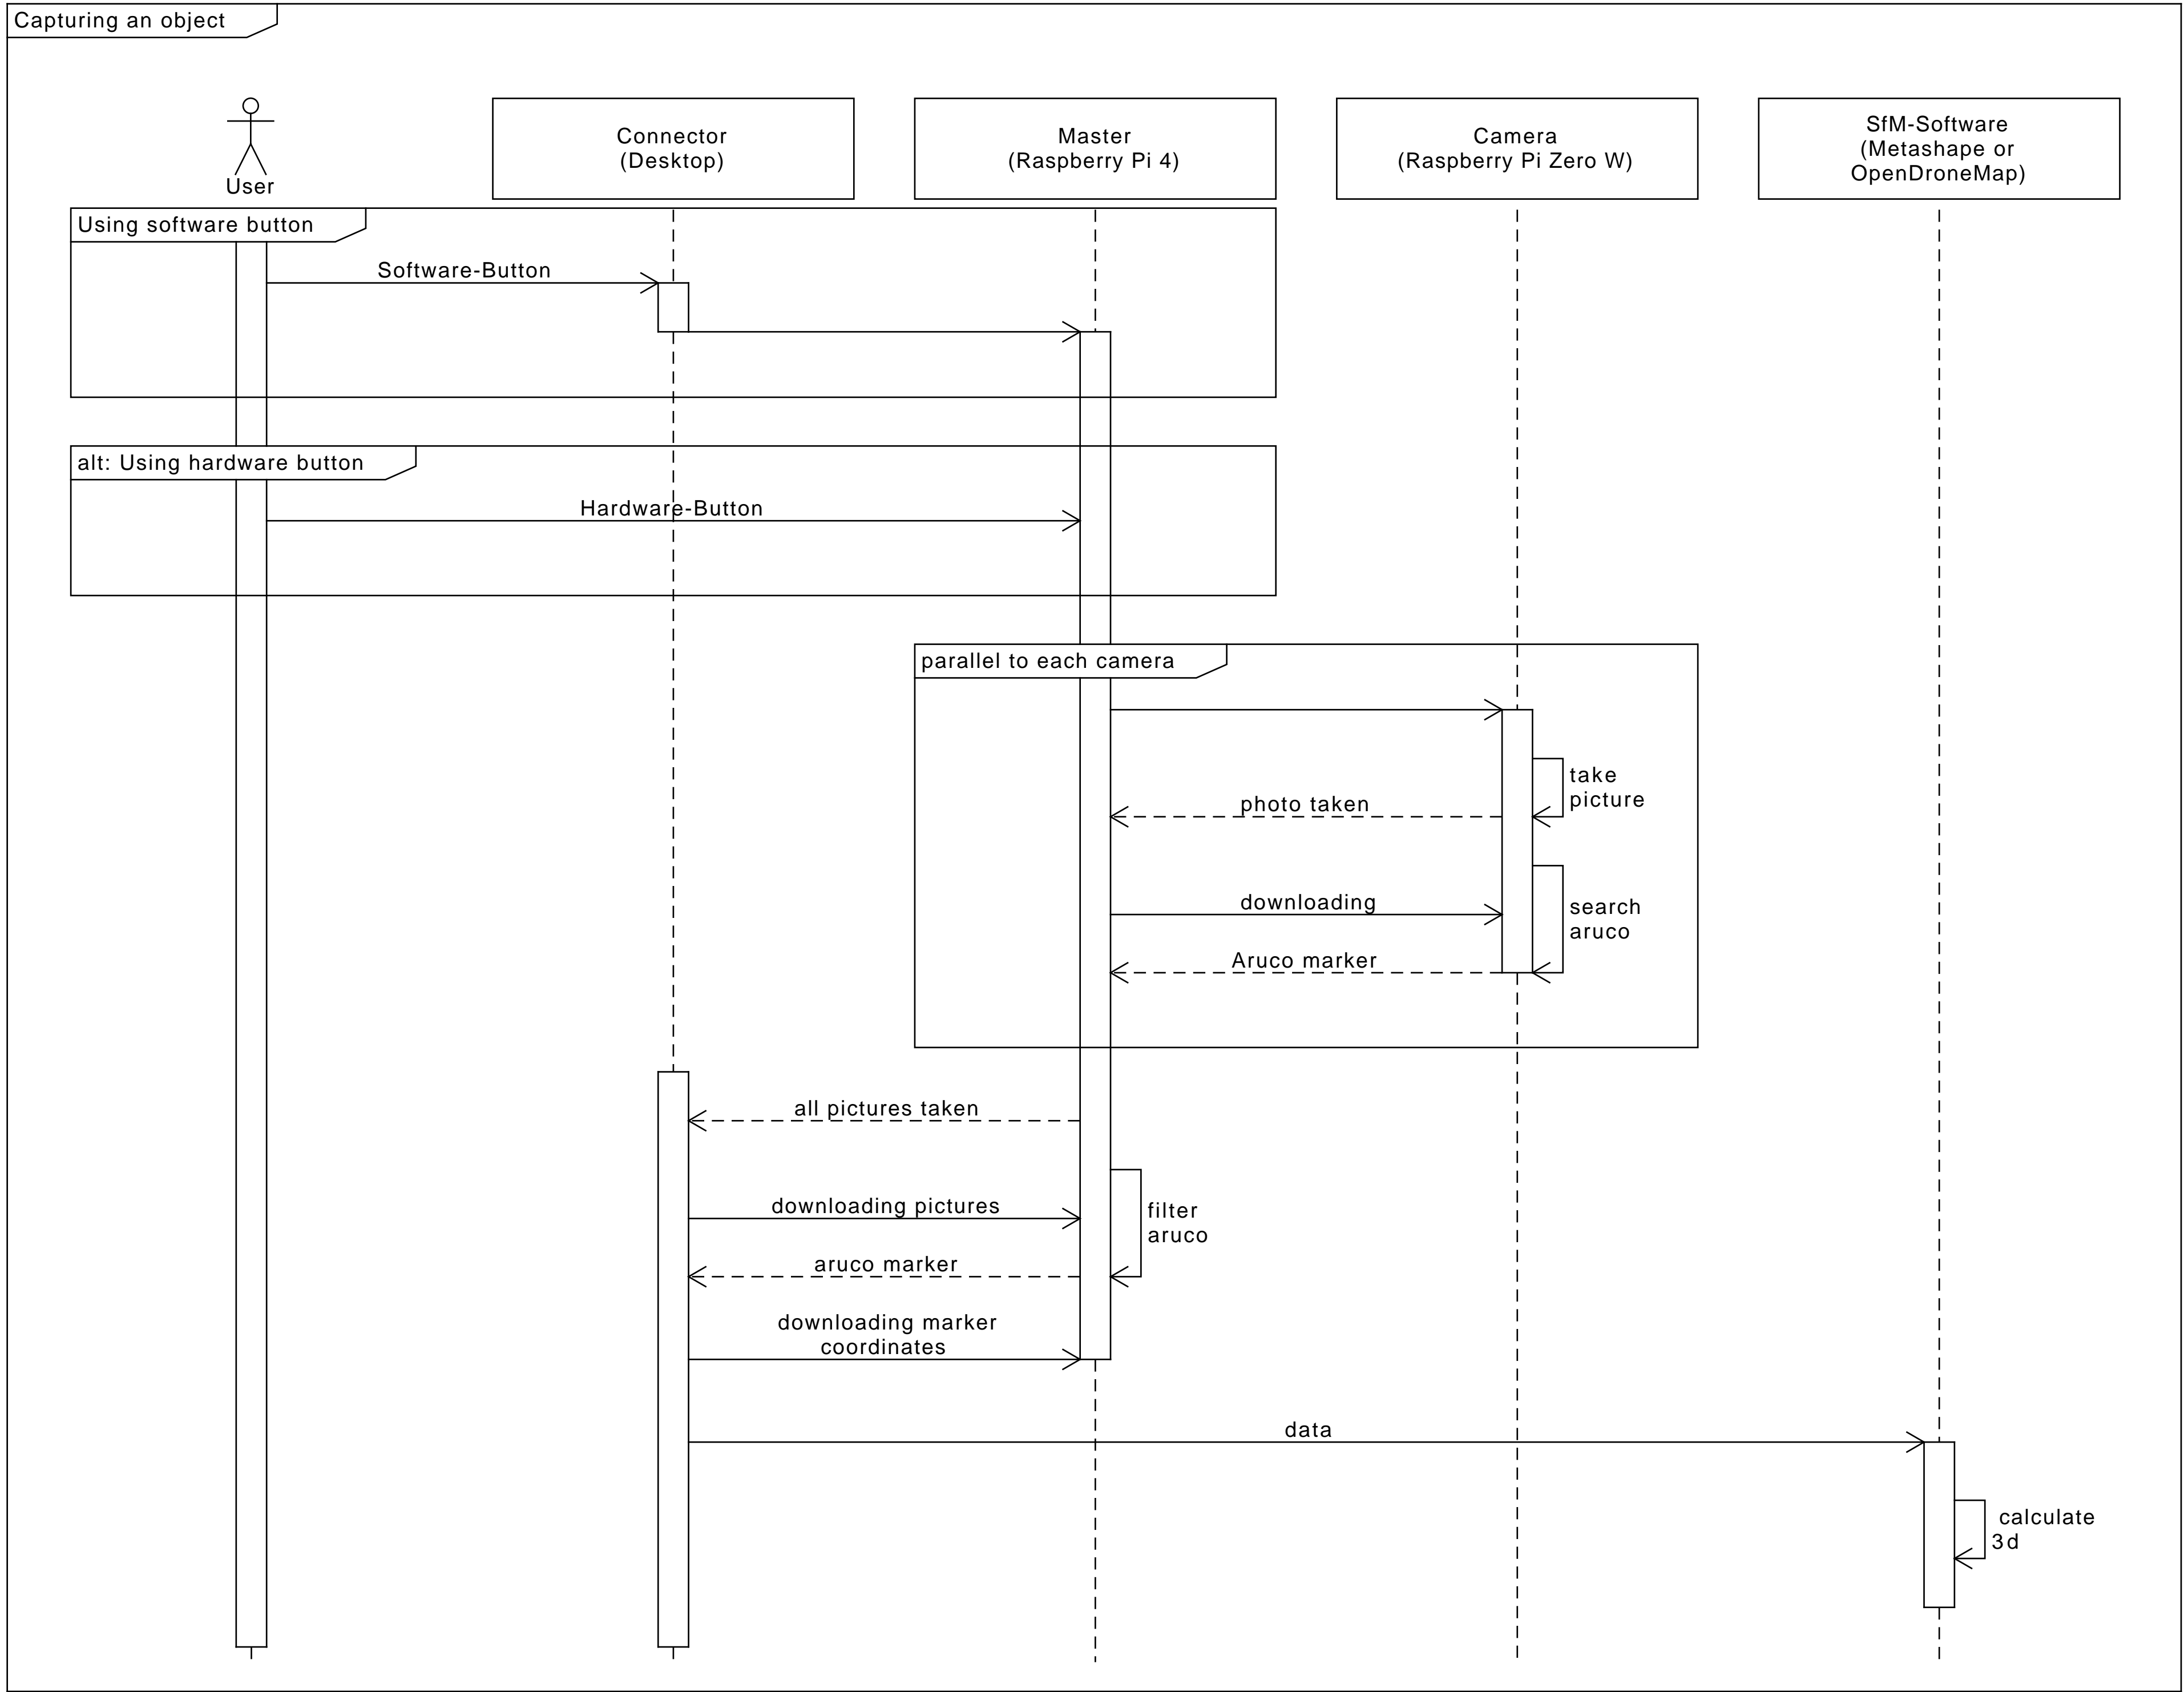 Capturing an object
User
Connector
(Desktop)
Master
(Raspberry Pi 4)
Camera
(Raspberry Pi Zero W)
SfM-Software
(Metashape or
OpenDroneMap)
Using software button
Software-Button
alt: Using hardware button
Hardware-Button
parallel to each camera
take
picture
photo taken
downloading
search
aruco
Aruco marker
all pictures taken
downloading pictures
filter
aruco
aruco marker
downloading marker
coordinates
data
calculate
3d